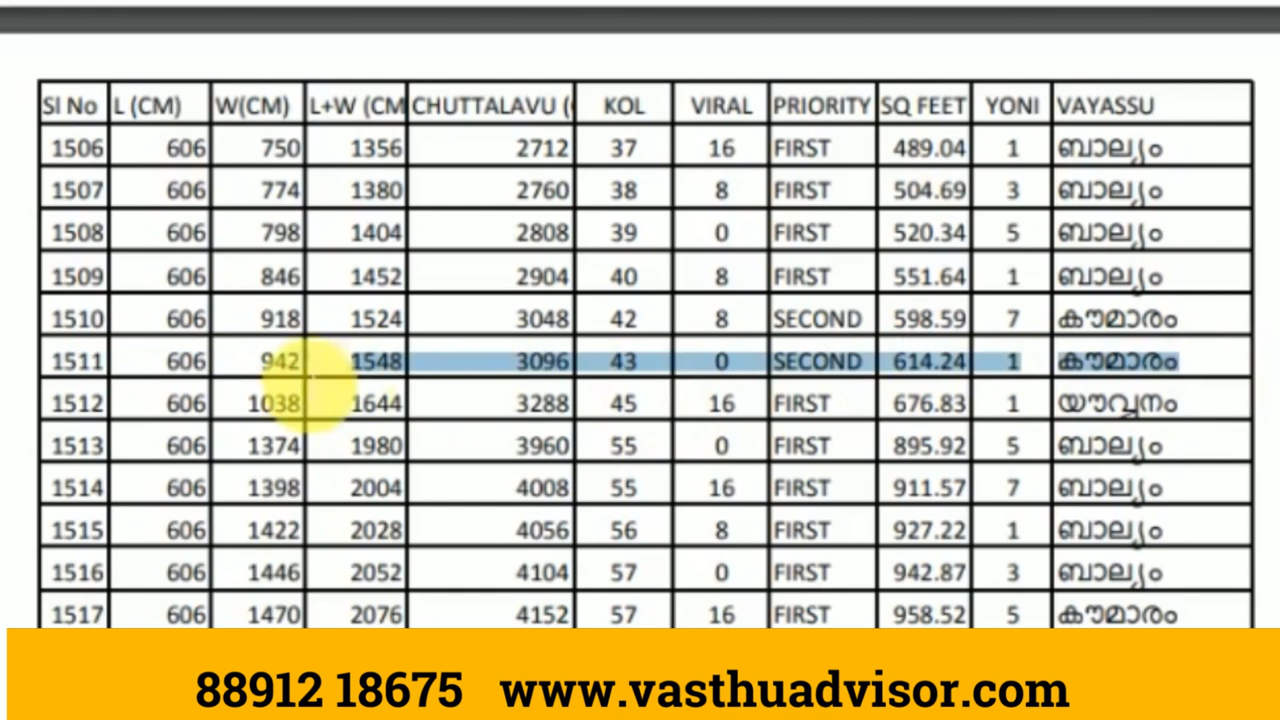 Sl No L (CM) W(CM) L+W (CM CHUTTALAVU ( KOL VIRAL PRIORITY SQ FEET YONI VAYASSU
1506 606 750 1356 2712 37 16 FIRST 489.04 1 ബാല്യം
1507 606 774 1380 2760 38 8 FIRST 504.69 3 ബാല്യം
1508 606 798 1404 2808 39 0 FIRST 520.34 5 ബാല്യം
1509 606 846 1452 2904 40 8 FIRST 551.64 1 ബാല്യം
1510 606 918 1524 3048 42 8 SECOND 598.59 7 കൗമാരം
1511 606 942 1548 3096 43 0 SECOND 614.24 1 കൗമാരം
1512 606 1038 1644 3288 45 16 FIRST 676.83 1 യൗവ്വനം
1513 606 1374 1980 3960 55 0 FIRST 895.92 5 ബാല്യം
1514 606 1398 2004 4008 55 16 FIRST 911.57 7 ബാല്യം
1515 606 1422 2028 4056 56 8 FIRST 927.22 1 ബാല്യം
1516 606 1446 2052 4104 57 0 FIRST 942.87 3 ബാല്യം
1517 606 1470 2076 4152 57 16 FIRST 958.52 5 കൗമാരം
88912 18675 www.vasthuadvisor.com